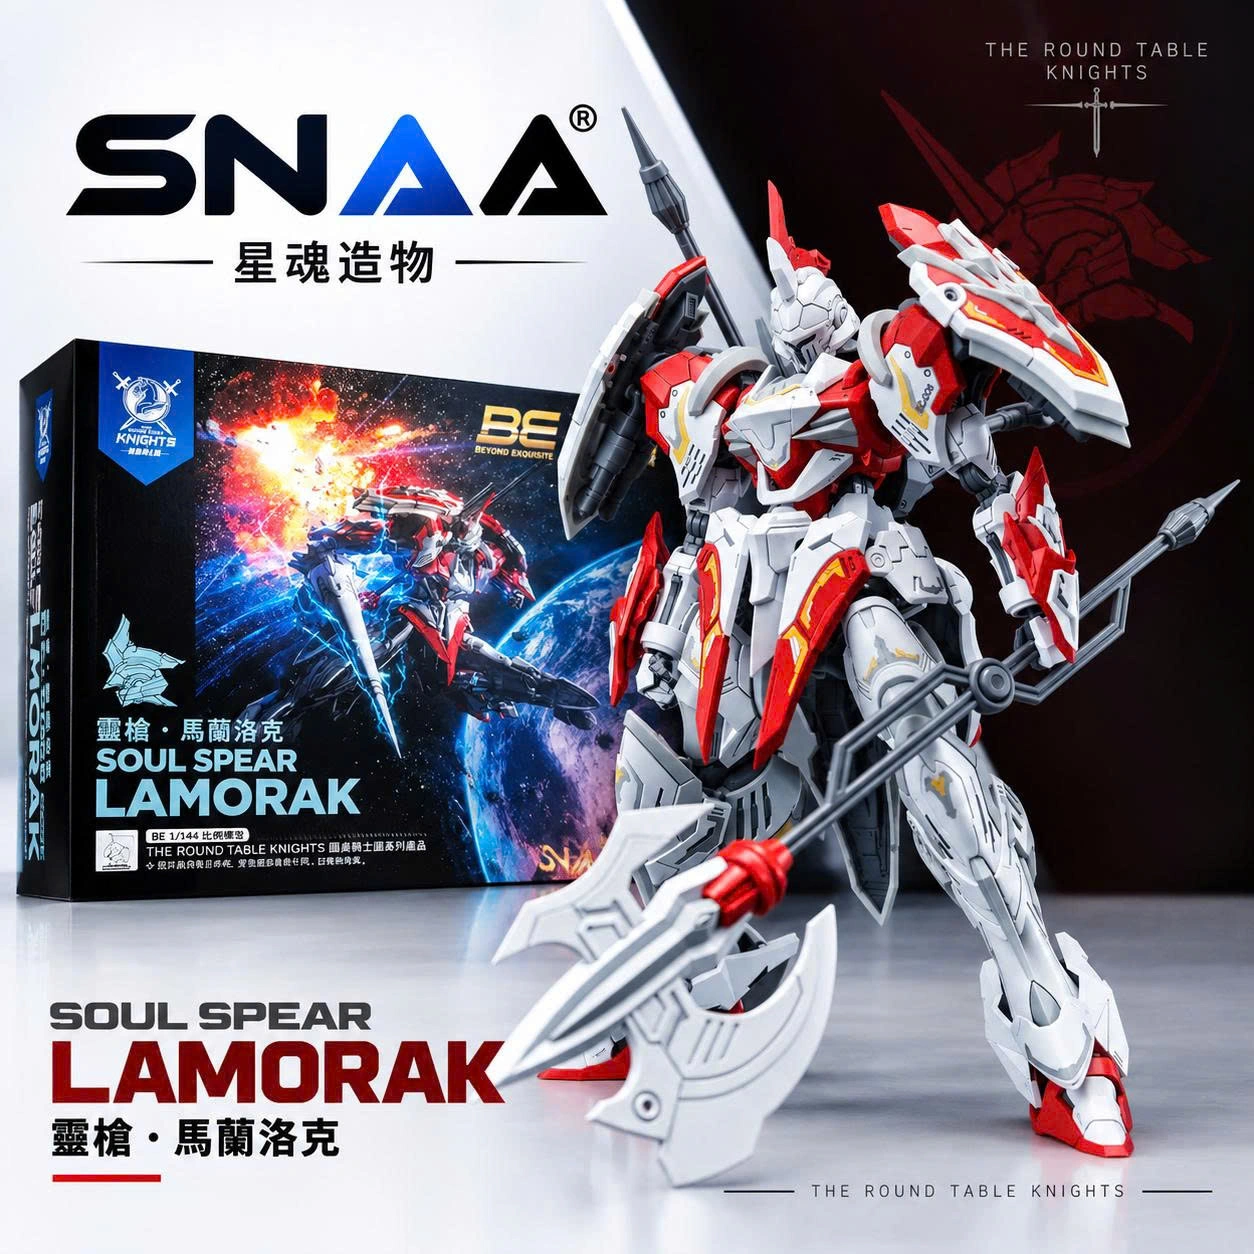 SNAA®
星魂造物
THE ROUND TABLE
KNIGHTS
KNIGHTS
BE
BEYOND EXQUISITE
靈槍・馬蘭洛克
SOUL SPEAR
LAMORAK
BE 1/144
THE ROUND TABLE KNIGHTS
LAMORAK
SOUL SPEAR
LAMORAK
靈槍・馬蘭洛克
THE ROUND TABLE KNIGHTS